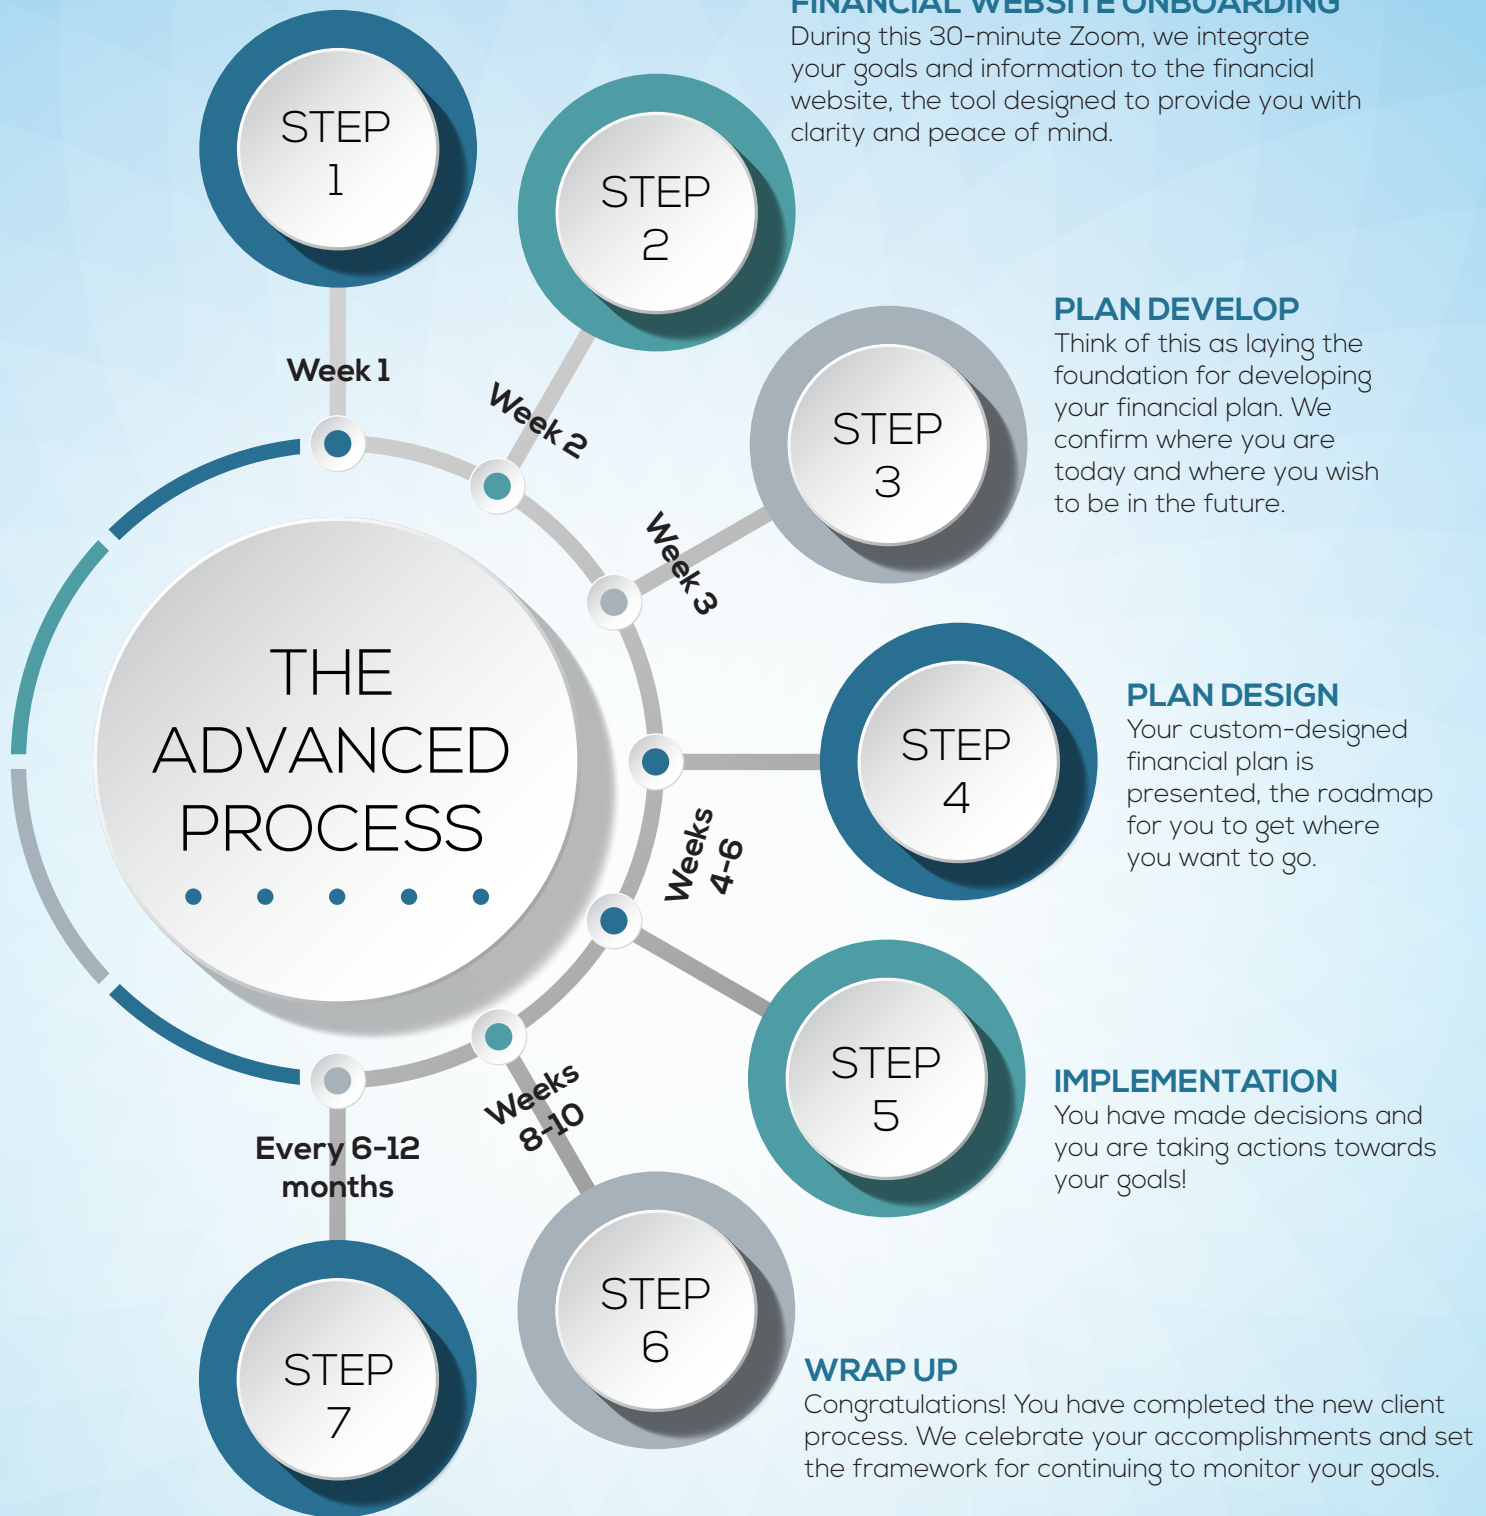 STEP
1
Week 1
FINANCIAL WEBSITE ONBOARDING
During this 30-minute Zoom, we integrate
your goals and information to the financial
website, the tool designed to provide you with
clarity and peace of mind.
STEP
2
Week 2
PLAN DEVELOP
Think of this as laying the
foundation for developing
your financial plan. We
confirm where you are
today and where you wish
to be in the future.
STEP
3
Week 3
THE
ADVANCED
PROCESS
STEP
4
PLAN DESIGN
Your custom-designed
financial plan is
presented, the roadmap
for you to get where
you want to go.
Weeks
4-6
STEP
5
IMPLEMENTATION
You have made decisions and
you are taking actions towards
your goals!
Weeks
8-10
STEP
6
WRAP UP
Congratulations! You have completed the new client
process. We celebrate your accomplishments and set
the framework for continuing to monitor your goals.
Every 6-12
months
STEP
7